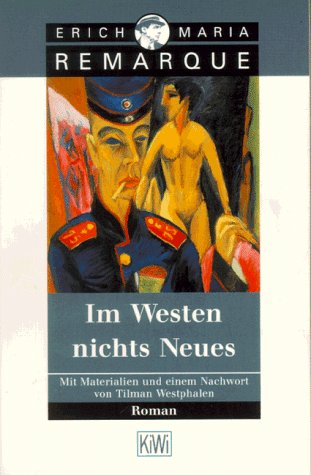 ERICH MARIA
REMARQUE
Im Westen
nichts Neues
Mit Materialien und einem Nachwort
von Tilman Westphalen
Roman
KiWi